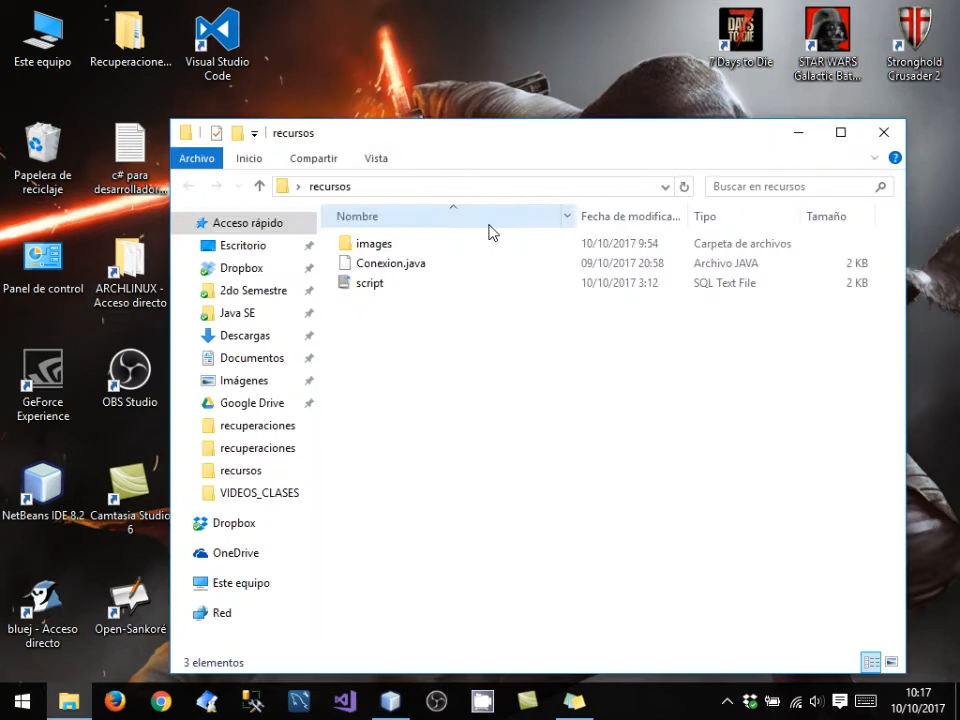 Este equipo
Recuperacione...
Visual Studio
Code
7 Days to Die
STAR WARS
Galactic Bat...
Stronghold
Crusader 2
Papelera de
reciclaje
c# para
desarrollador...
Panel de control
ARCHLINUX -
Acceso directo
GeForce
Experience
OBS Studio
NetBeans IDE 8.2
Camtasia Studio
6
bluej - Acceso
directo
Open-Sankoré
recursos
Archivo
Inicio
Compartir
Vista
recursos
Buscar en recursos
Nombre
Fecha de modifica...
Tipo
Tamaño
images
10/10/2017 9:54
Carpeta de archivos
Conexion.java
09/10/2017 20:58
Archivo JAVA
2 KB
script
10/10/2017 3:12
SQL Text File
2 KB
Acceso rápido
Escritorio
Dropbox
2do Semestre
Java SE
Descargas
Documentos
Imágenes
Google Drive
recuperaciones
recuperaciones
recursos
VIDEOS_CLASES
Dropbox
OneDrive
Este equipo
Red
3 elementos
10:17
10/10/2017